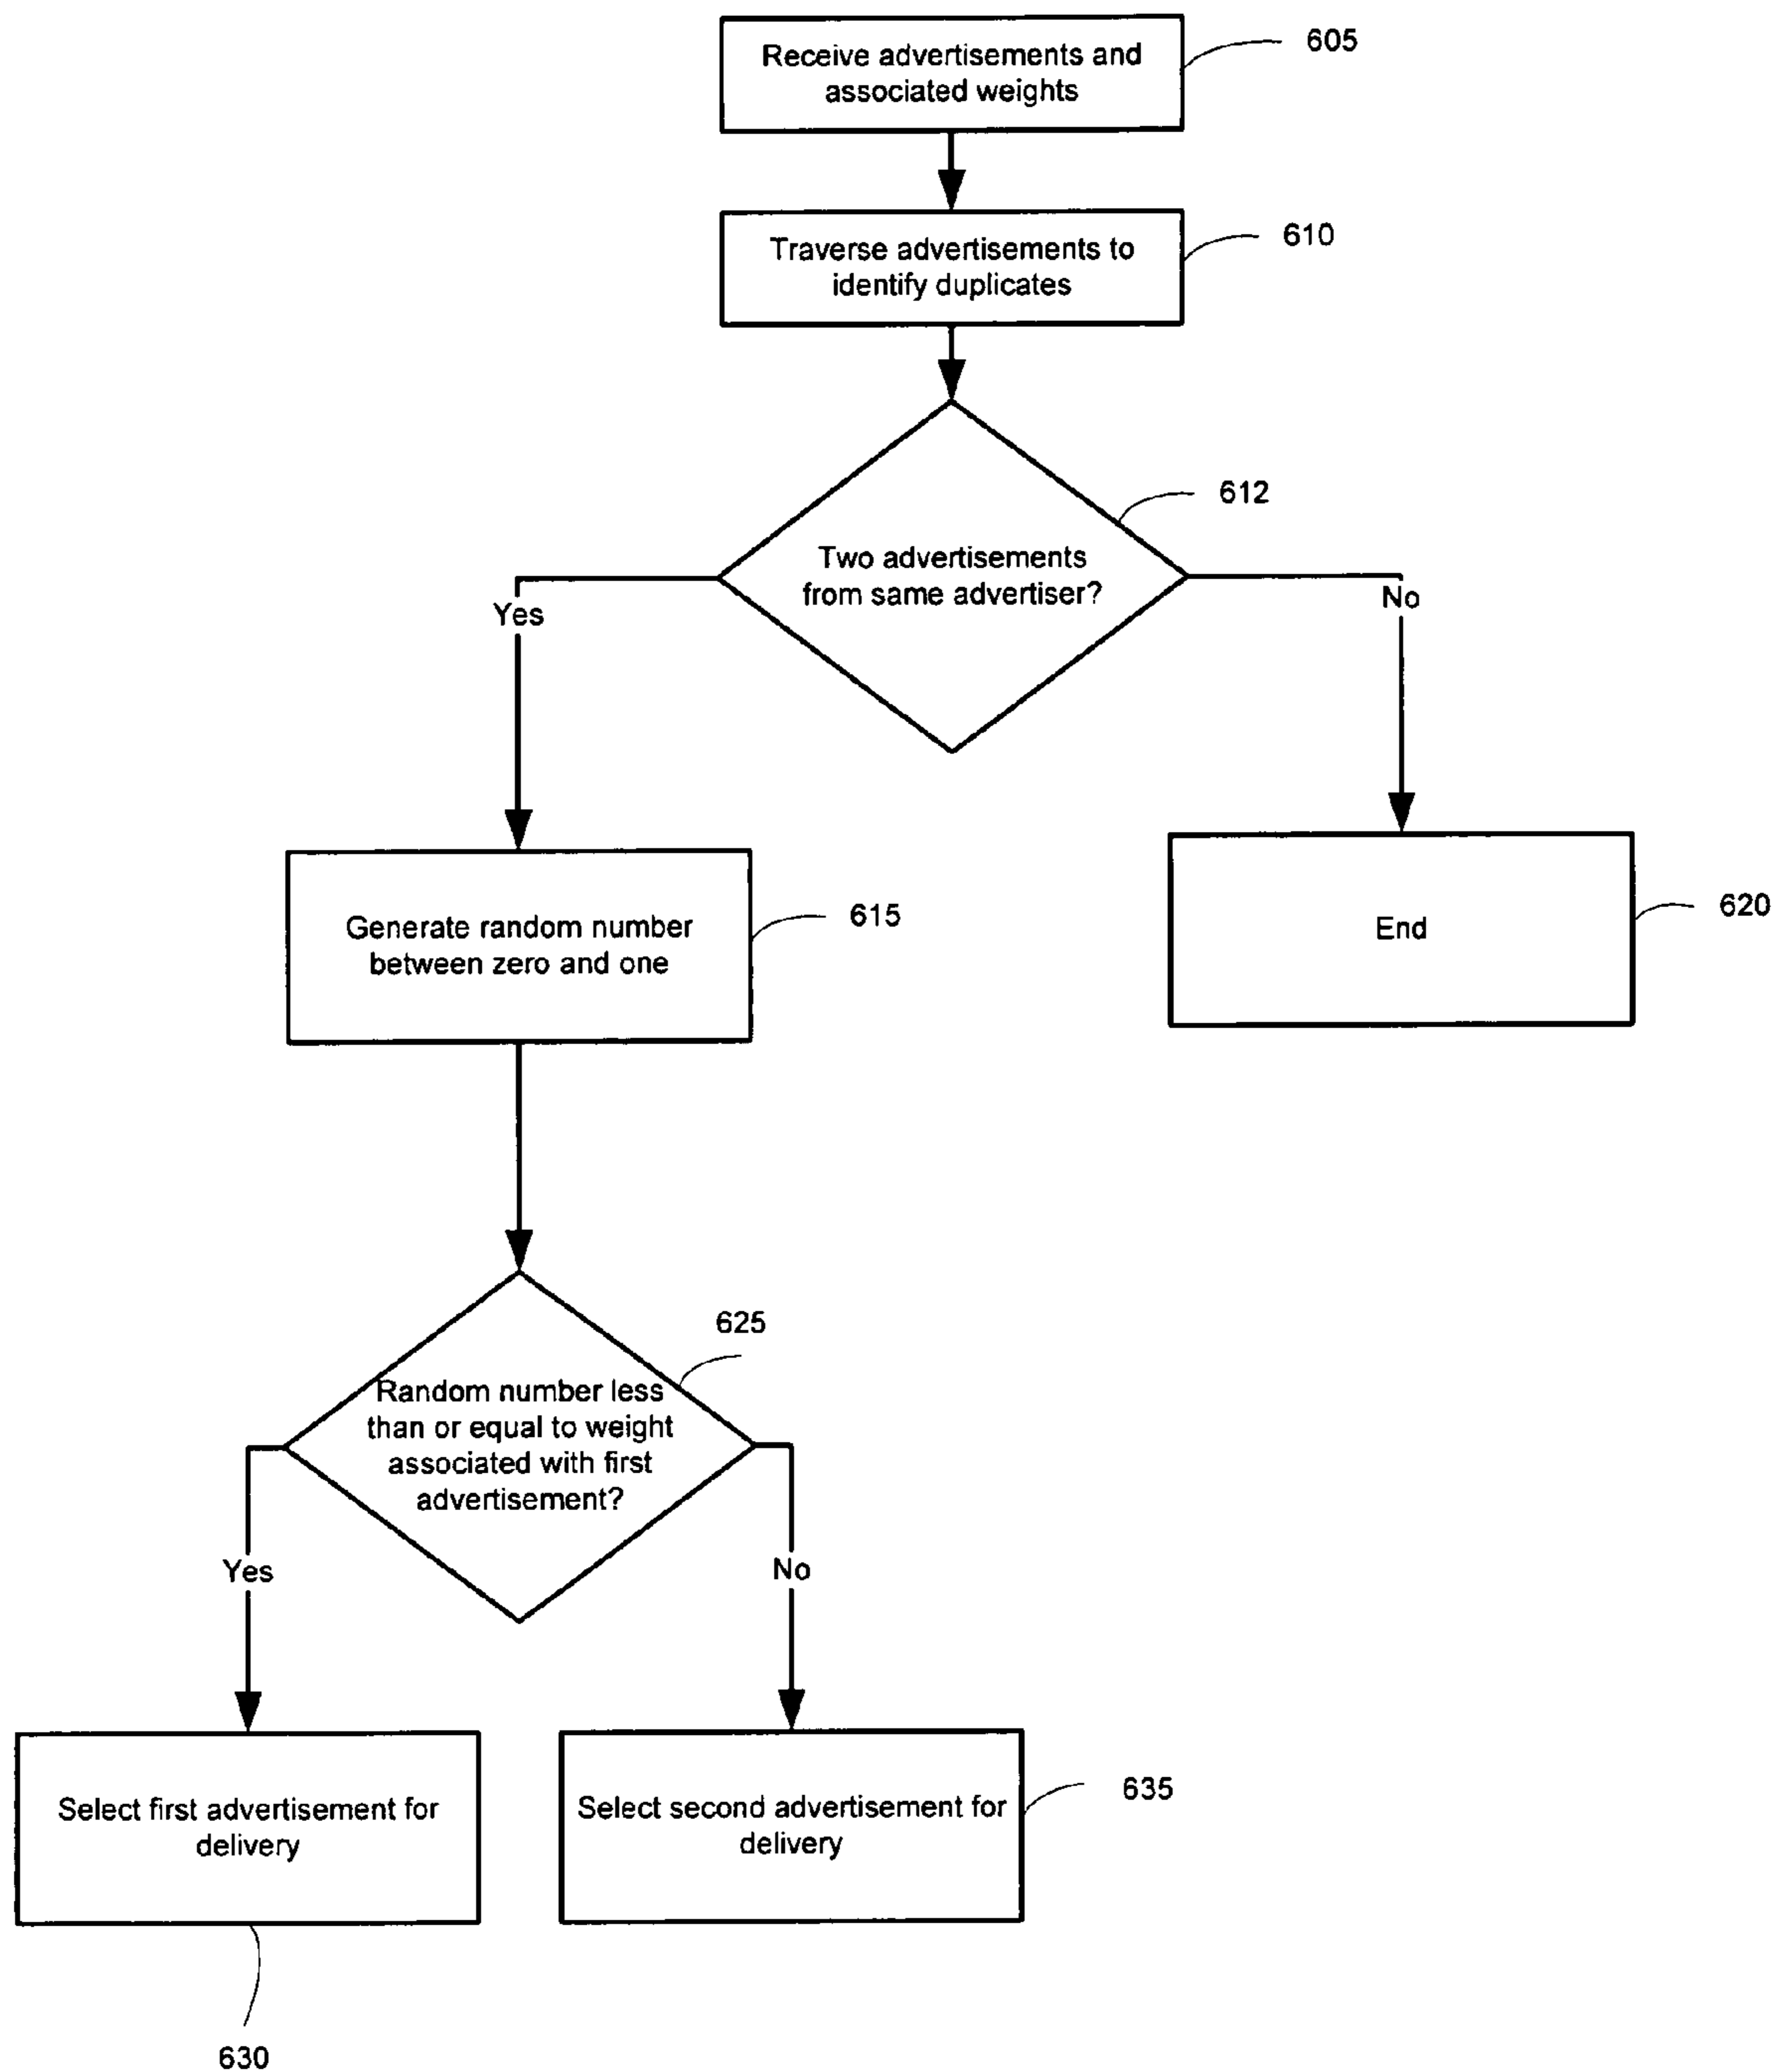 Receive advertisements and
associated weights
605
Traverse advertisements to
identify duplicates
610
612
Two advertisements
from same advertiser?
Yes
No
Generate random number
between zero and one
615
End
620
625
Random number less
than or equal to weight
associated with first
advertisement?
Yes
No
Select first advertisement for
delivery
Select second advertisement for
delivery
635
630